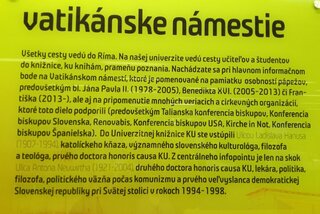 vatikánske námestie
Všetky cesty vedú do Ríma. Na našej univerzite vedú cesty učiteľov a študentov
do knižnice, ku knihám, prameňu poznania. Nachádzate sa pri hlavnom informačnom
bode na Vatikánskom námestí, ktoré je pomenované na pamiatku osobností pápežov,
predovšetkým bl. Jána Pavla II. (1978-2005), Benedikta XVI. (2005-2013) či Fran-
tiška (2013-), ale aj na pripomenutie mnohých veriacich a cirkevných organizácií,
ktoré toto dielo podporili (predovšetkým Talianska konferencia biskupov, Konferencia
biskupov Slovenska, Renovabis, Konferencia biskupov USA, Kirche in Not, Konferencia
biskupov Španielska). Do Univerzitnej knižnice KU ste vstúpili Ulicou Ladislava Hanusa
(1907-1994), katolíckeho kňaza, významného slovenského kulturológa, filozofa
a teológa, prvého doctora honoris causa KU. Z centrálneho infopointu je len na skok
Ulica Antona Neuwirtha (1921-2004), druhého doctora honoris causa KU, lekára, politika,
filozofa, politického väzňa počas komunizmu a prvého veľvyslanca demokratickej
Slovenskej republiky pri Svätej stolici v rokoch 1994-1998.